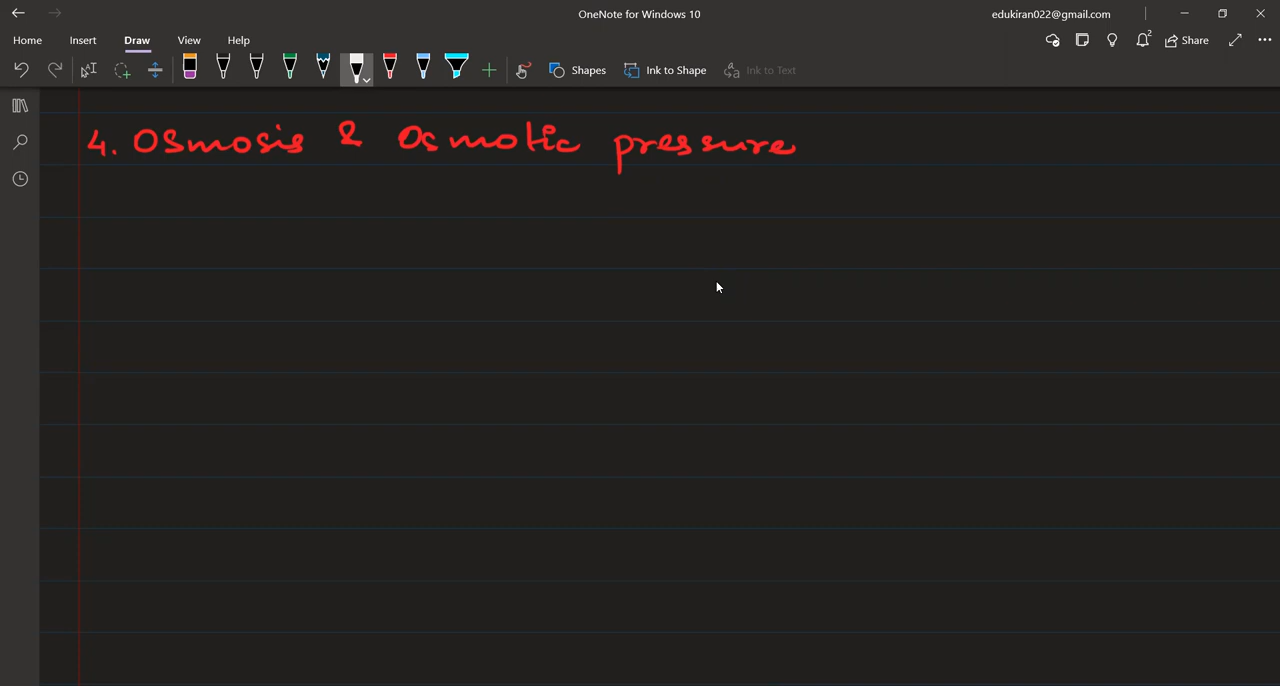 OneNote for Windows 10
edukiran022@gmail.com
Home Insert Draw View Help
2
Share
Shapes
Ink to Shape
Ink to Text
4. Osmosis & Osmotic pressure